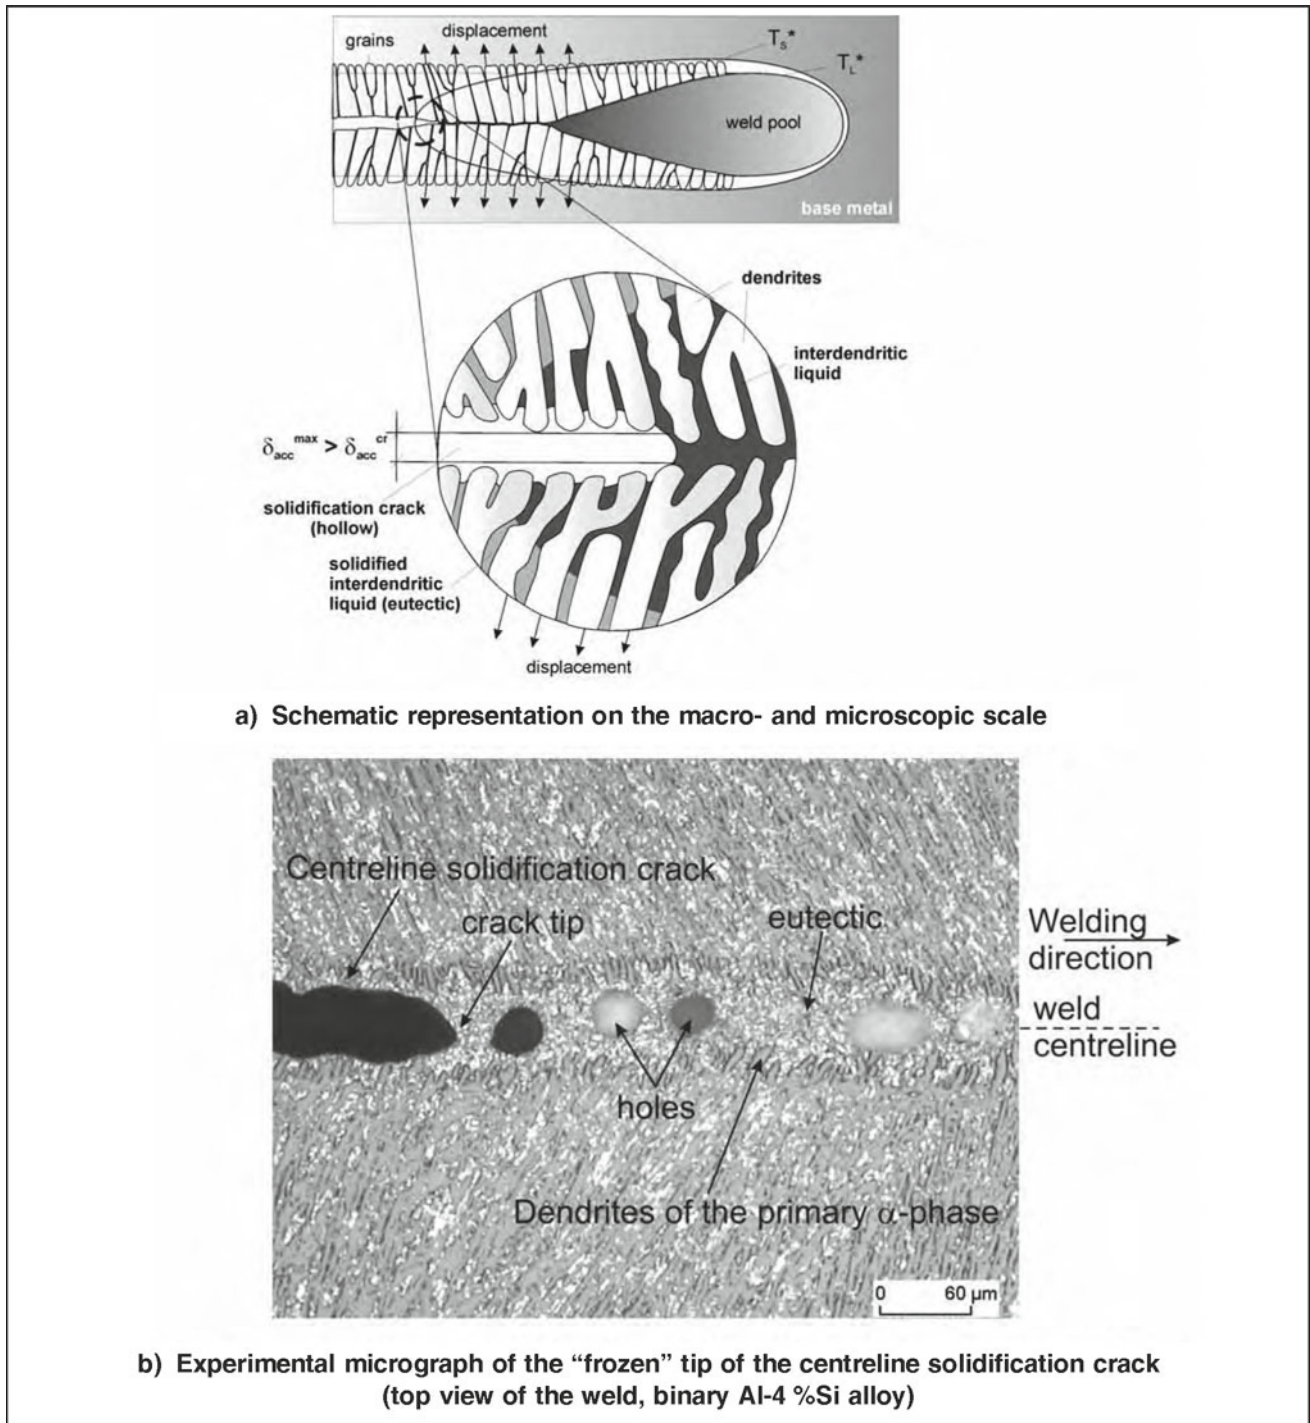 displacement
grains
T_S*
T_L*
weld pool
base metal
dendrites
interdendritic
liquid
δ_acc^max > δ_acc^cr
solidification crack
(hollow)
solidified
interdendritic
liquid (eutectic)
displacement
a) Schematic representation on the macro- and microscopic scale
Centreline solidification crack
crack tip
eutectic
Welding
direction
weld
centreline
holes
Dendrites of the primary α-phase
0 60 µm
b) Experimental micrograph of the “frozen” tip of the centreline solidification crack
(top view of the weld, binary Al-4 %Si alloy)